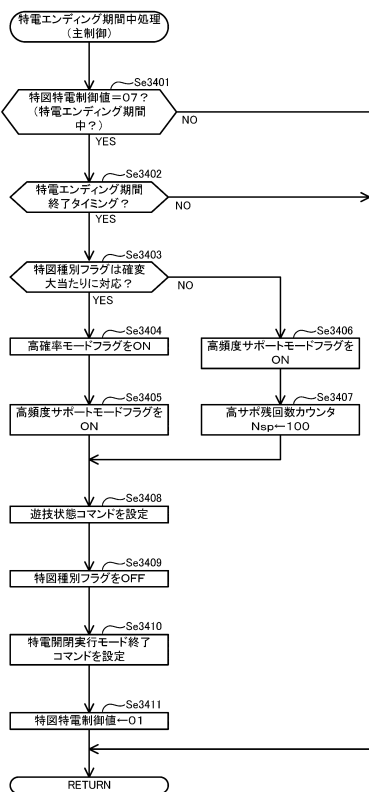 特電エンディング期間中処理
（主制御）
Se3401
特図特電制御値＝07？
（特電エンディング期間
中？）
NO
YES
Se3402
特電エンディング期間
終了タイミング？
NO
YES
Se3403
特図種別フラグは確変
大当たりに対応？
NO
YES
Se3404
高確率モードフラグをON
Se3406
高頻度サポートモードフラグを
ON
Se3405
高頻度サポートモードフラグを
ON
Se3407
高サポ残回数カウンタ
Nsp←100
Se3408
遊技状態コマンドを設定
Se3409
特図種別フラグをOFF
Se3410
特電開閉実行モード終了
コマンドを設定
Se3411
特図特電制御値←01
RETURN